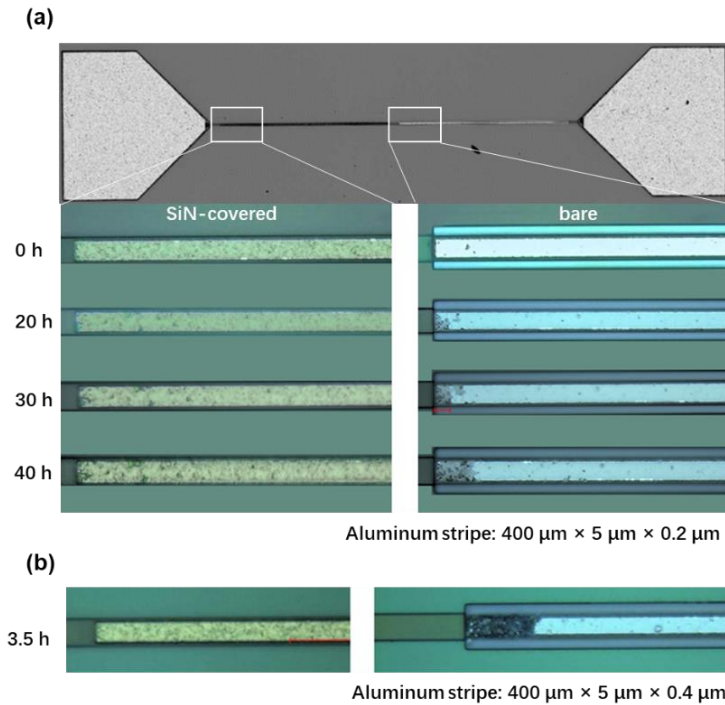 (a)
SiN-covered
bare
0 h
20 h
30 h
40 h
Aluminum stripe: 400 μm × 5 μm × 0.2 μm
(b)
3.5 h
Aluminum stripe: 400 μm × 5 μm × 0.4 μm